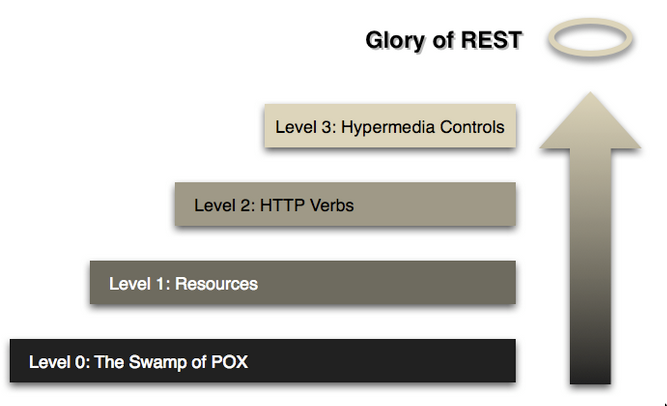 Glory of REST
Level 3: Hypermedia Controls
Level 2: HTTP Verbs
Level 1: Resources
Level 0: The Swamp of POX